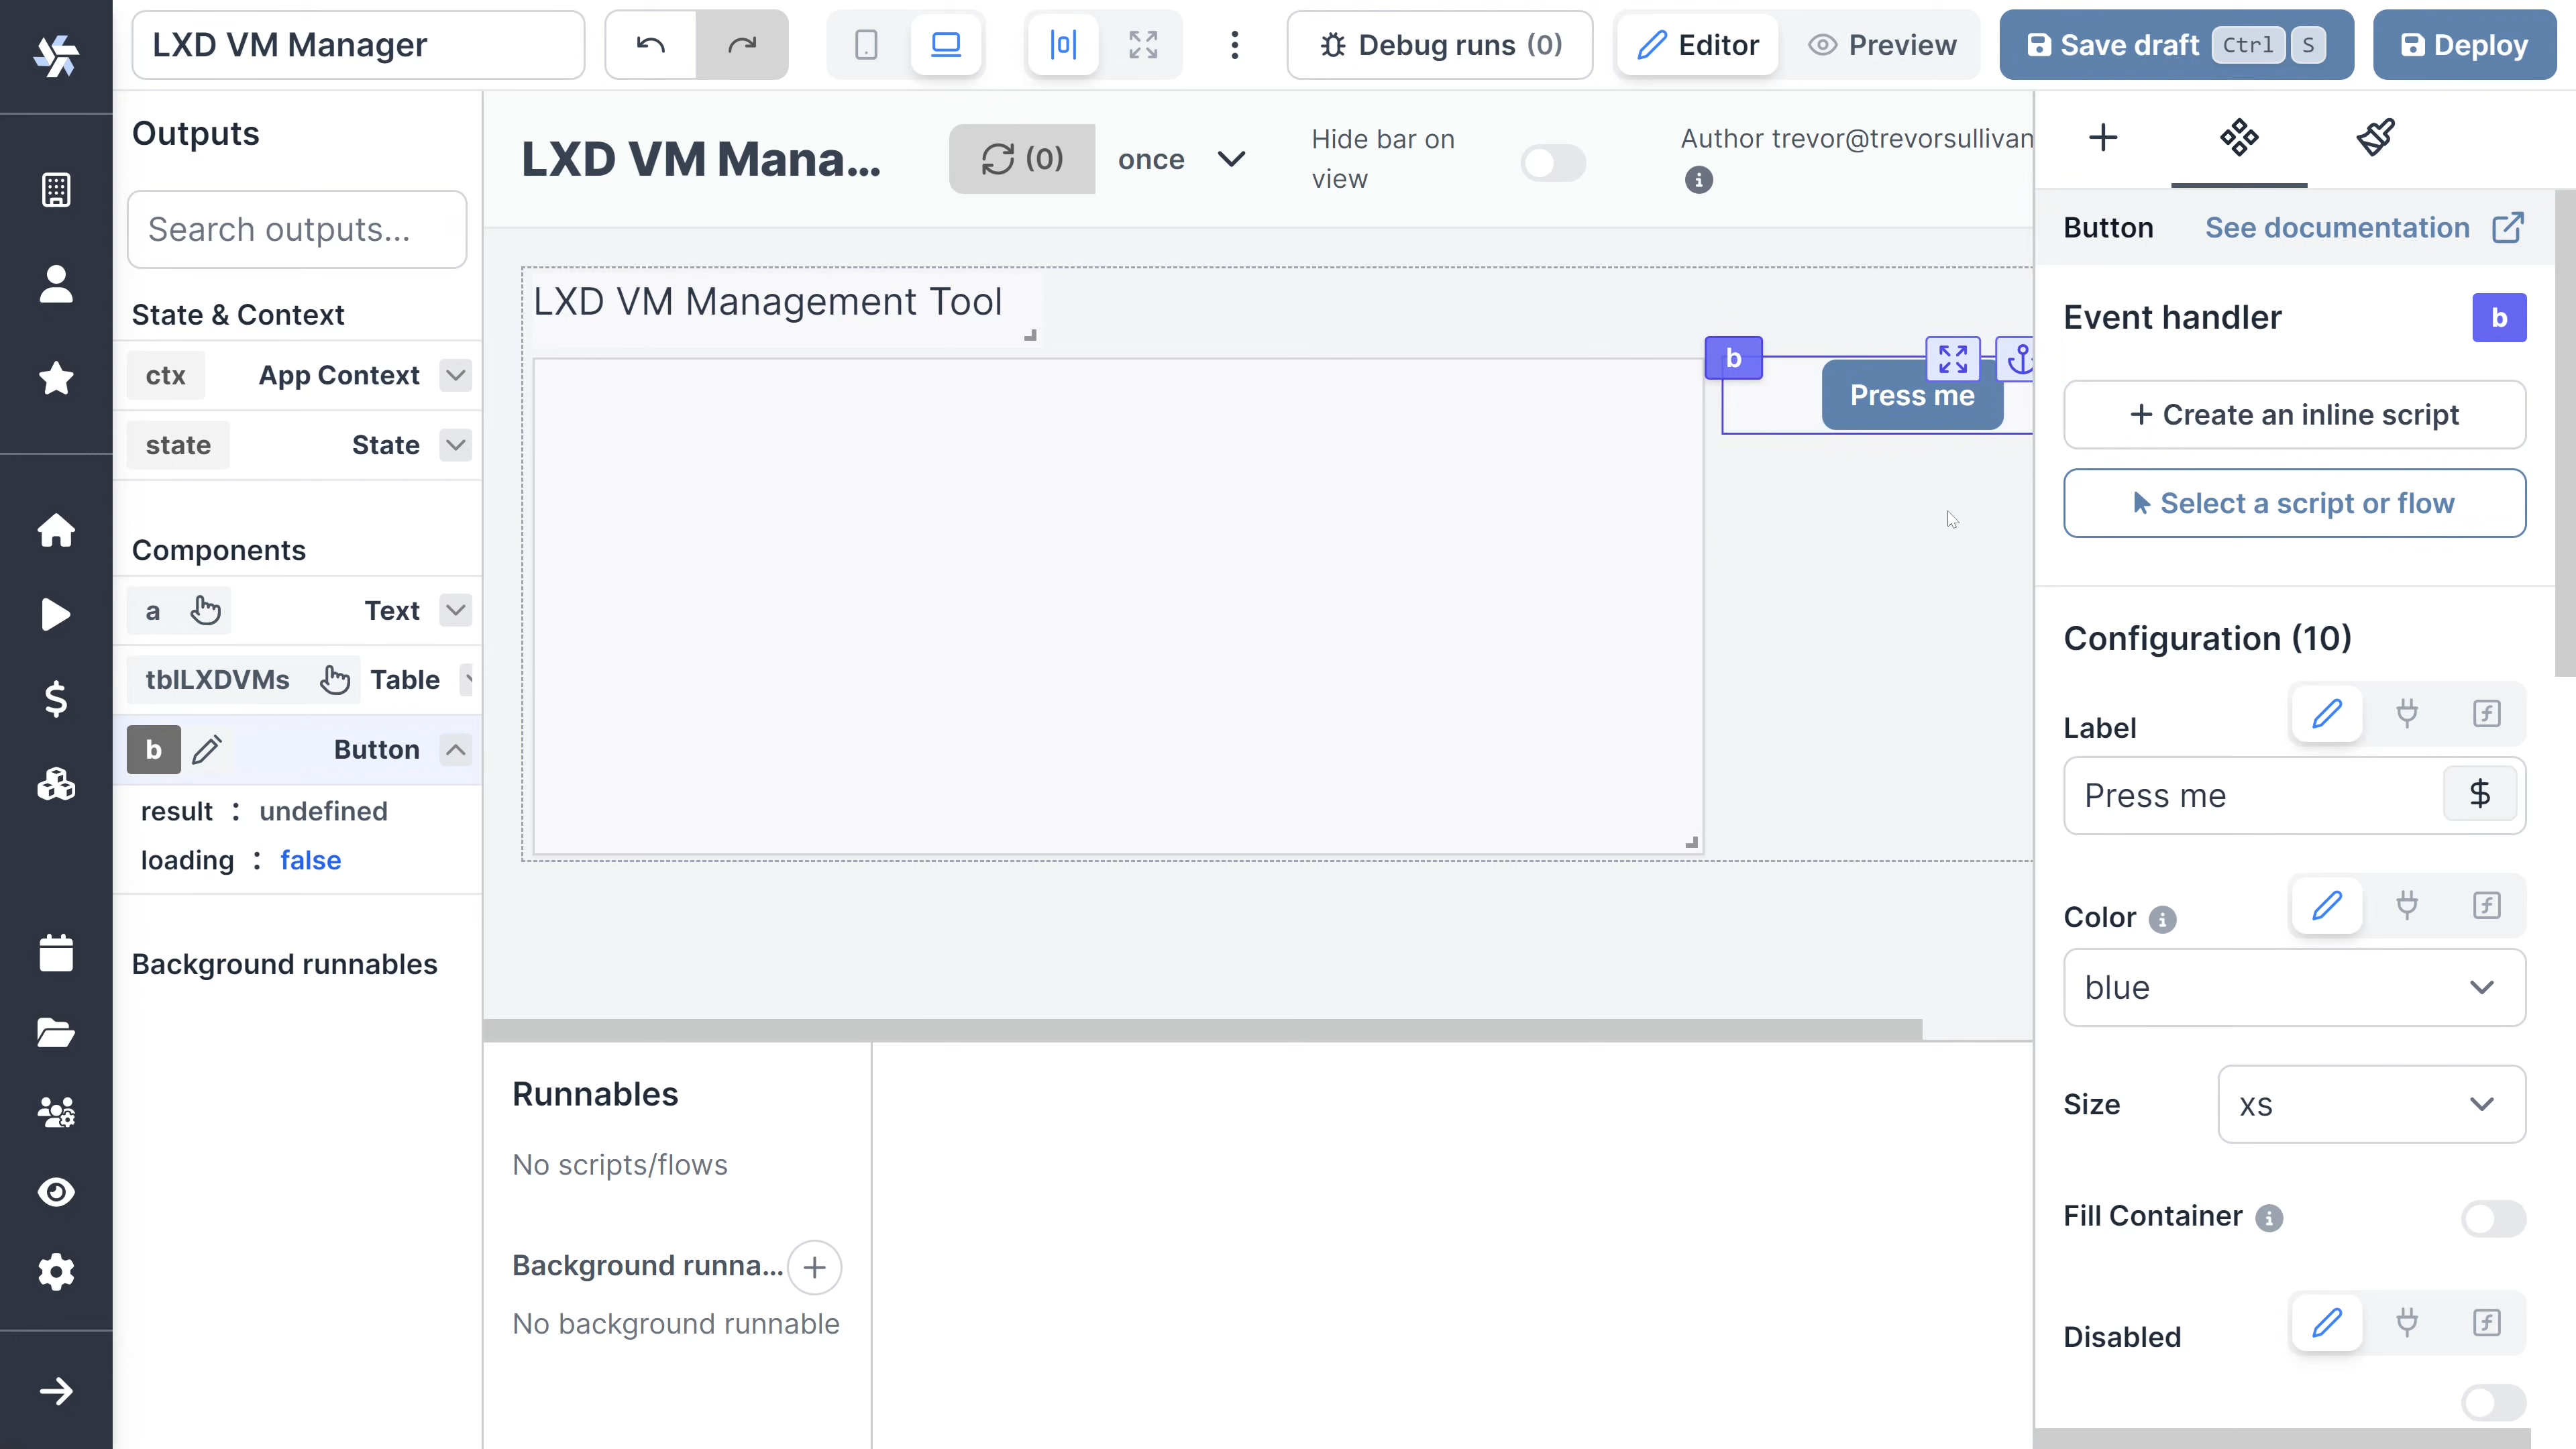 LXD VM Manager
Debug runs (0)
Editor
Preview
Save draft Ctrl S
Deploy
Outputs
Search outputs...
State & Context
ctx App Context
state State
Components
a Text
tblLXDVMs Table
b Button
result : undefined
loading : false
Background runnables
LXD VM Mana...
(0)
once
Hide bar on
view
Author trevor@trevorsullivan
LXD VM Management Tool
b
Press me
Runnables
No scripts/flows
Background runna...
No background runnable
Button
See documentation
Event handler
b
+ Create an inline script
Select a script or flow
Configuration (10)
Label
Press me
$
Color
blue
Size
xs
Fill Container
Disabled